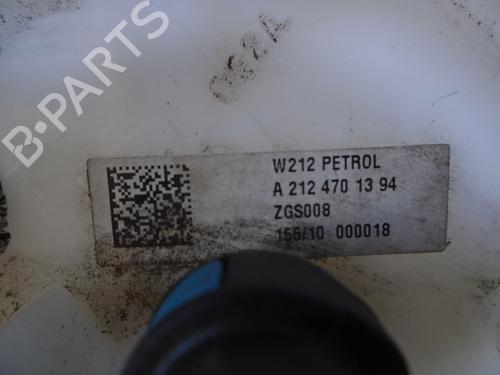 B-PARTS
W212 PETROL
A 212 470 13 94
ZGS008
155/10 000018